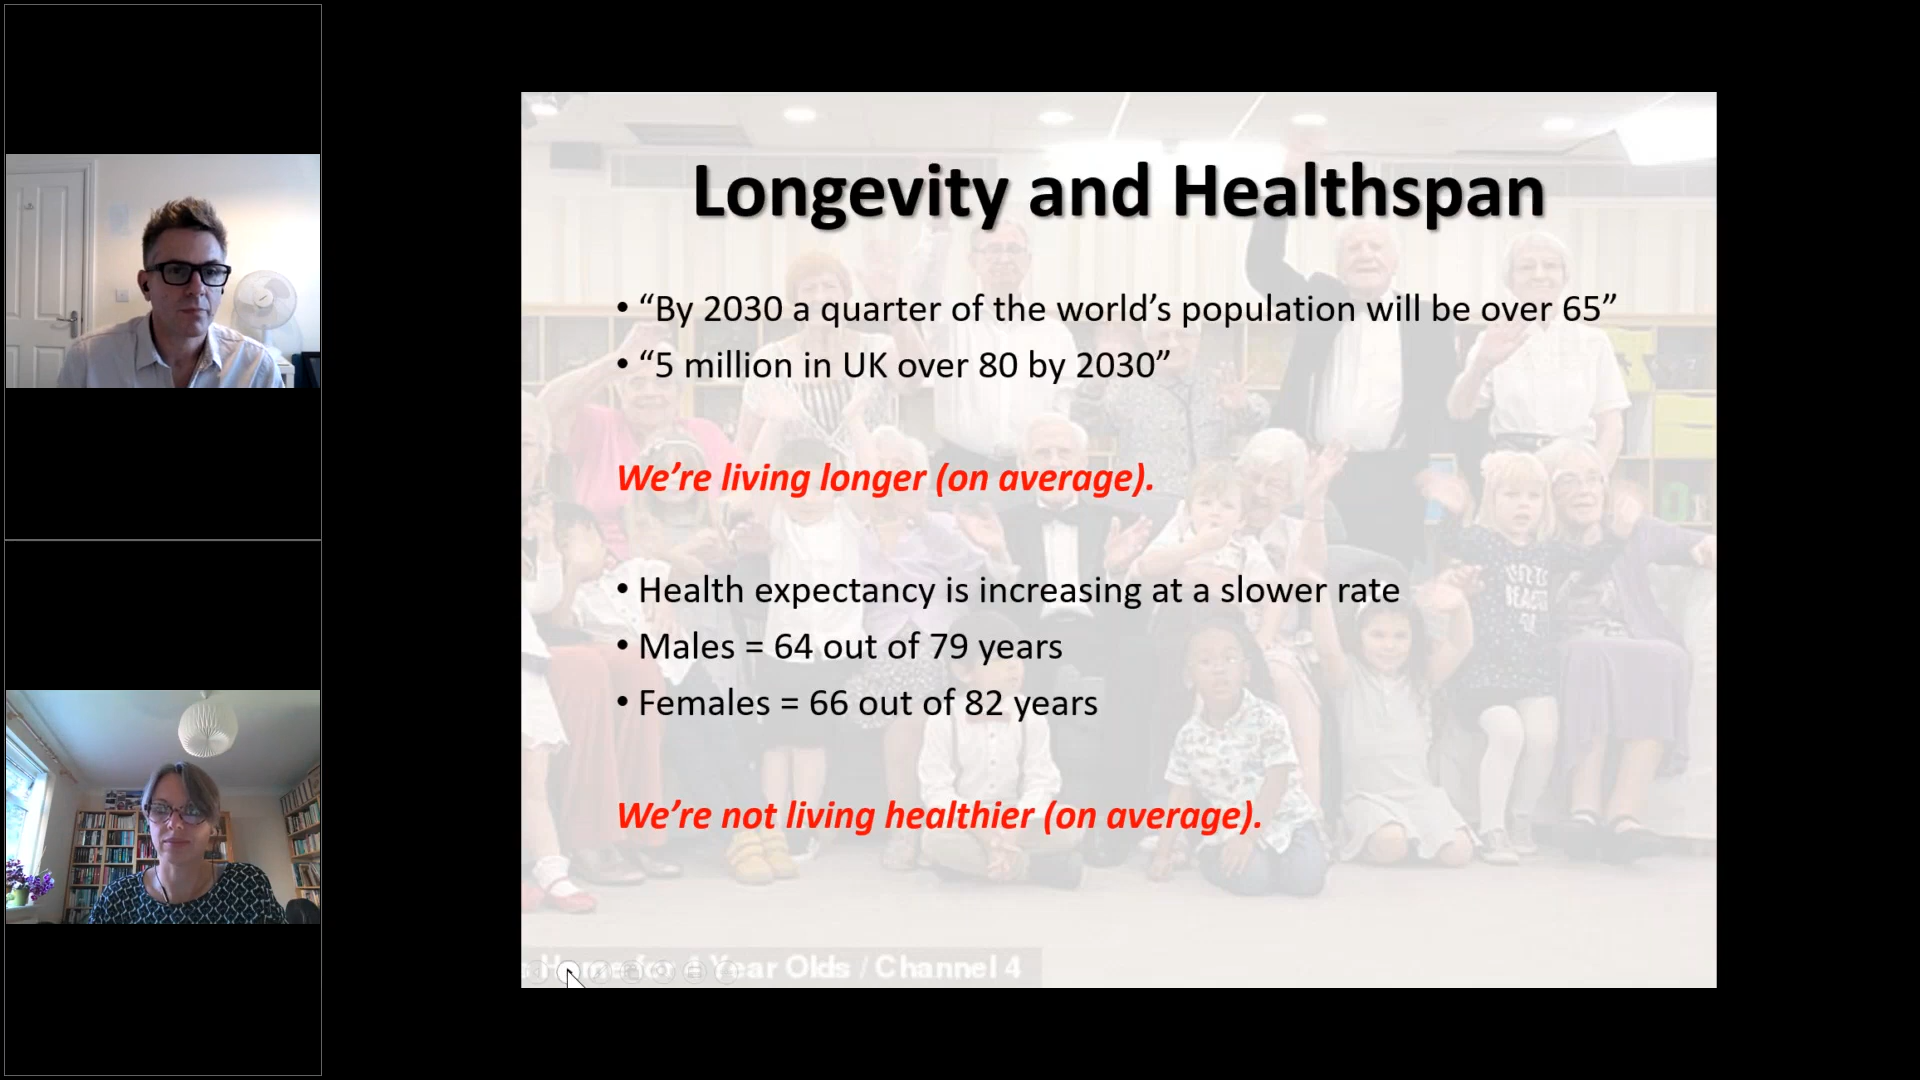 Longevity and Healthspan
• “By 2030 a quarter of the world’s population will be over 65”
• “5 million in UK over 80 by 2030”
We’re living longer (on average).
• Health expectancy is increasing at a slower rate
• Males = 64 out of 79 years
• Females = 66 out of 82 years
We’re not living healthier (on average).
Home for 4 Year Olds / Channel 4